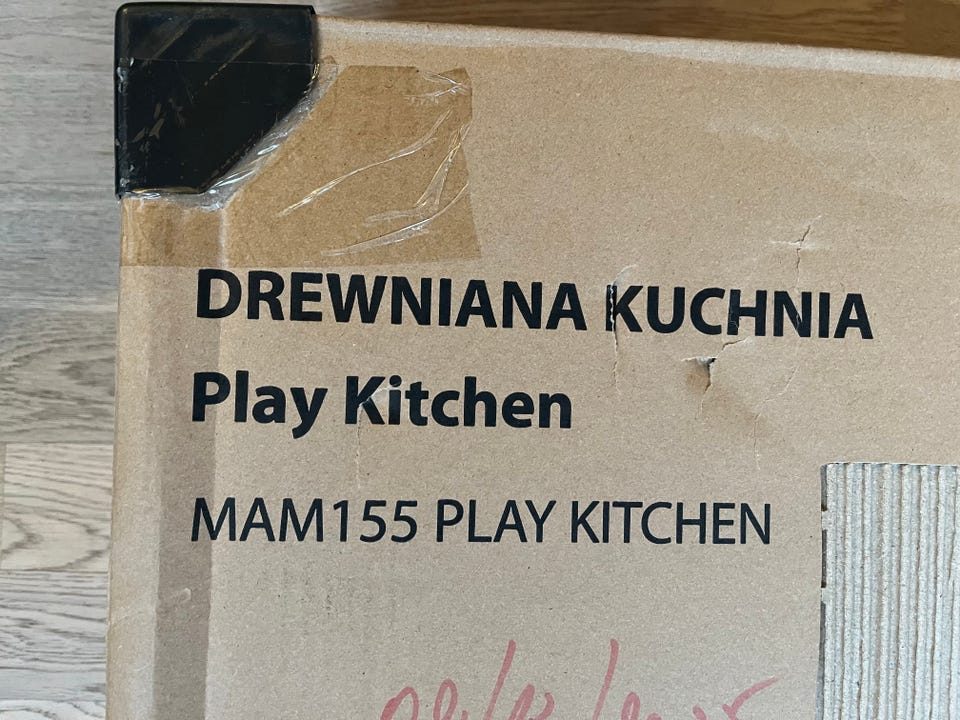 DREWNIANA KUCHNIA
Play Kitchen
MAM155 PLAY KITCHEN